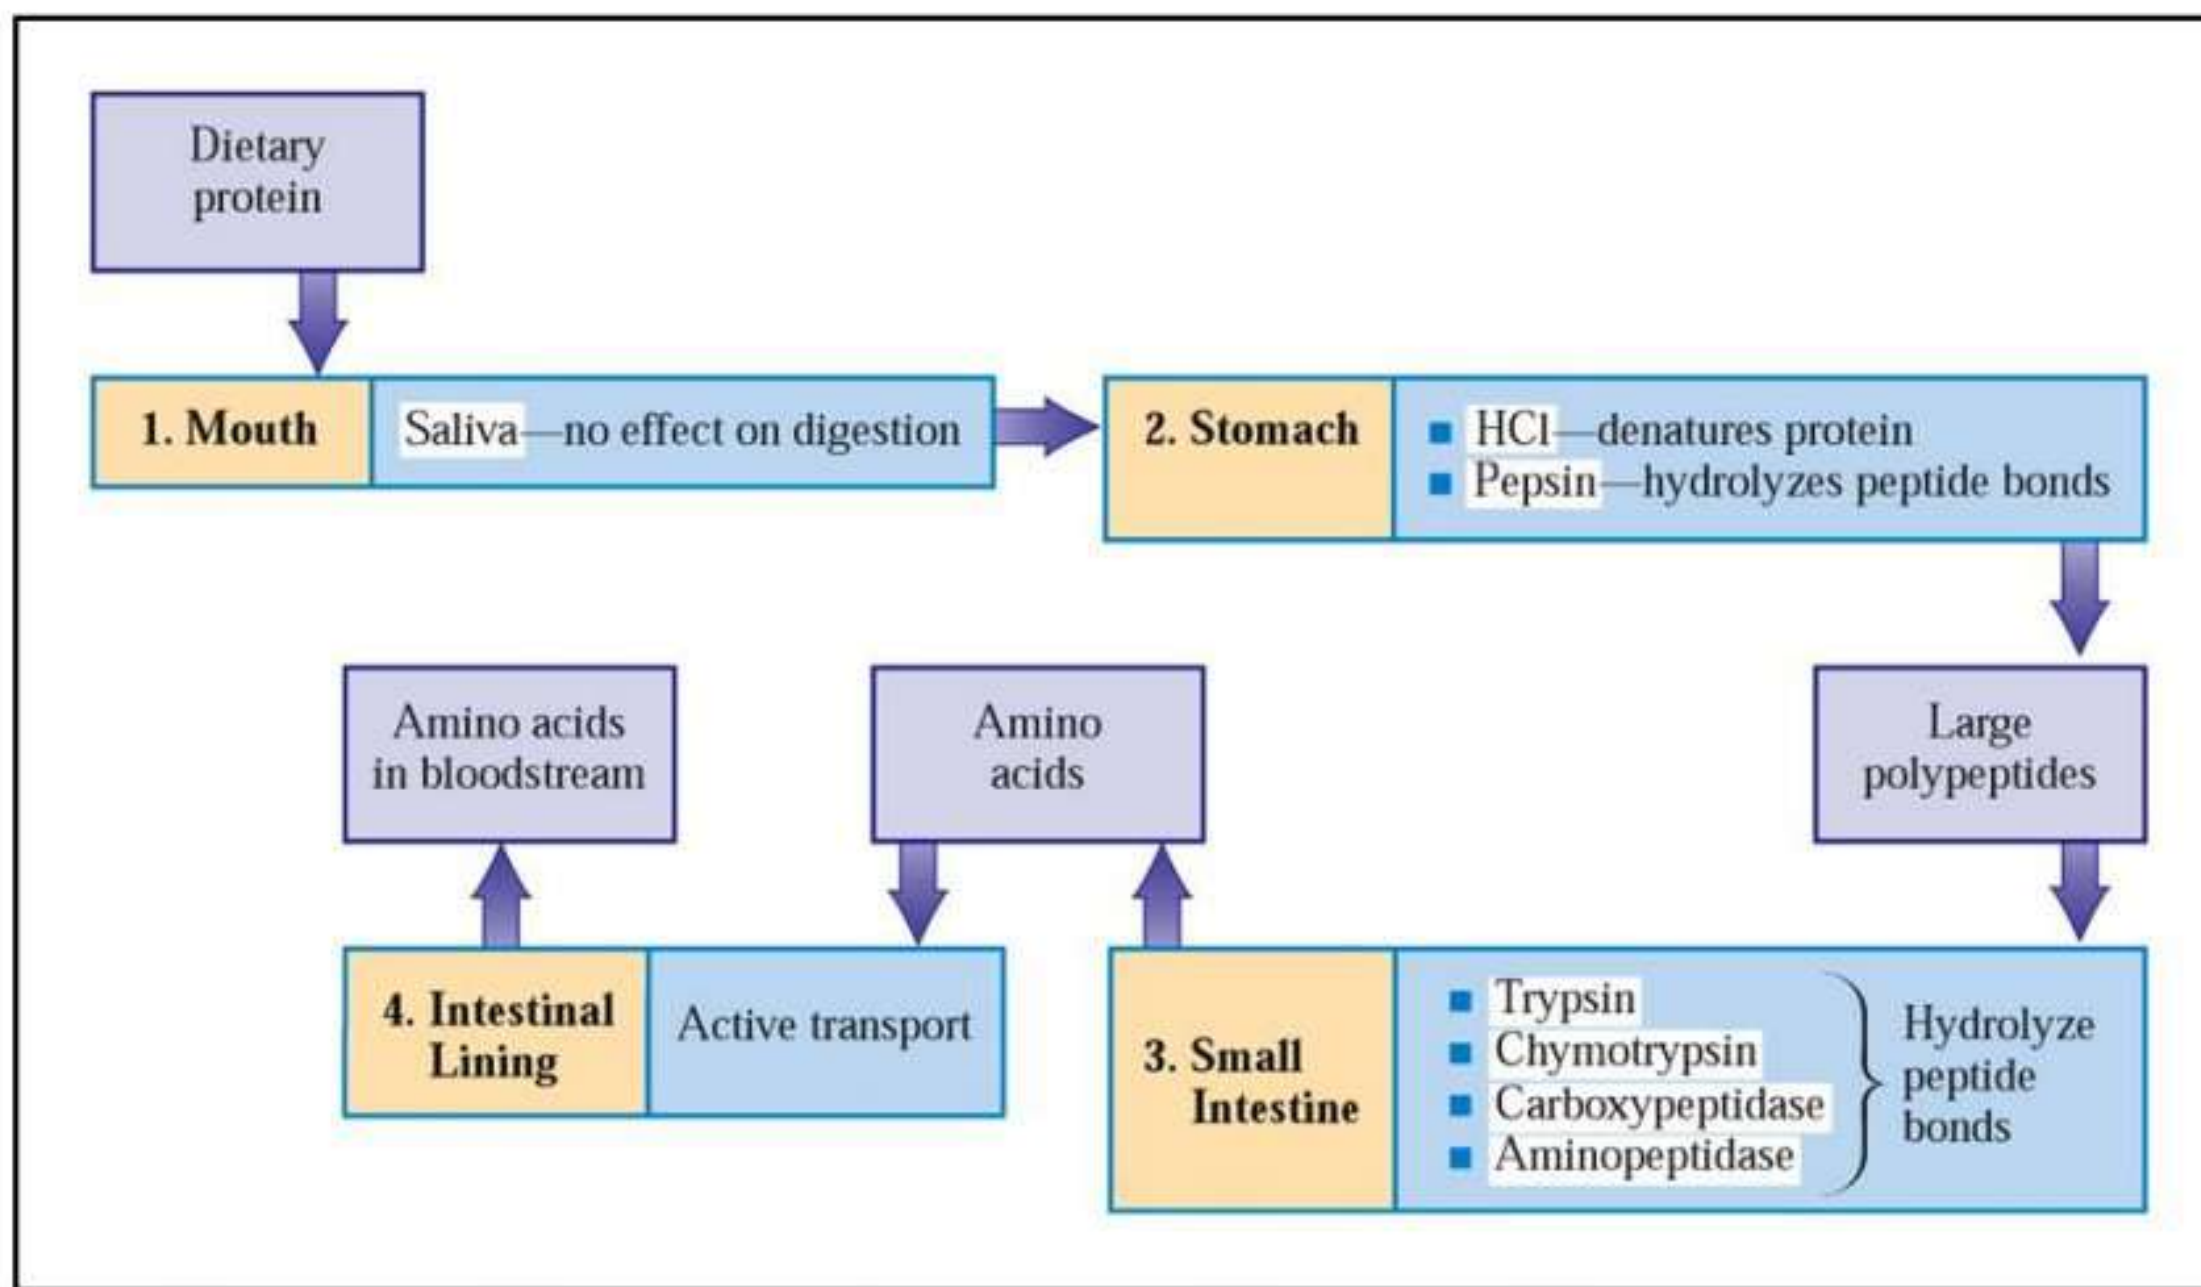 Dietary
protein
1. Mouth
Saliva—no effect on digestion
2. Stomach
■ HCl—denatures protein
■ Pepsin—hydrolyzes peptide bonds
Large
polypeptides
3. Small
Intestine
■ Trypsin
■ Chymotrypsin
■ Carboxypeptidase
■ Aminopeptidase
Hydrolyze
peptide
bonds
Amino
acids
4. Intestinal
Lining
Active transport
Amino acids
in bloodstream